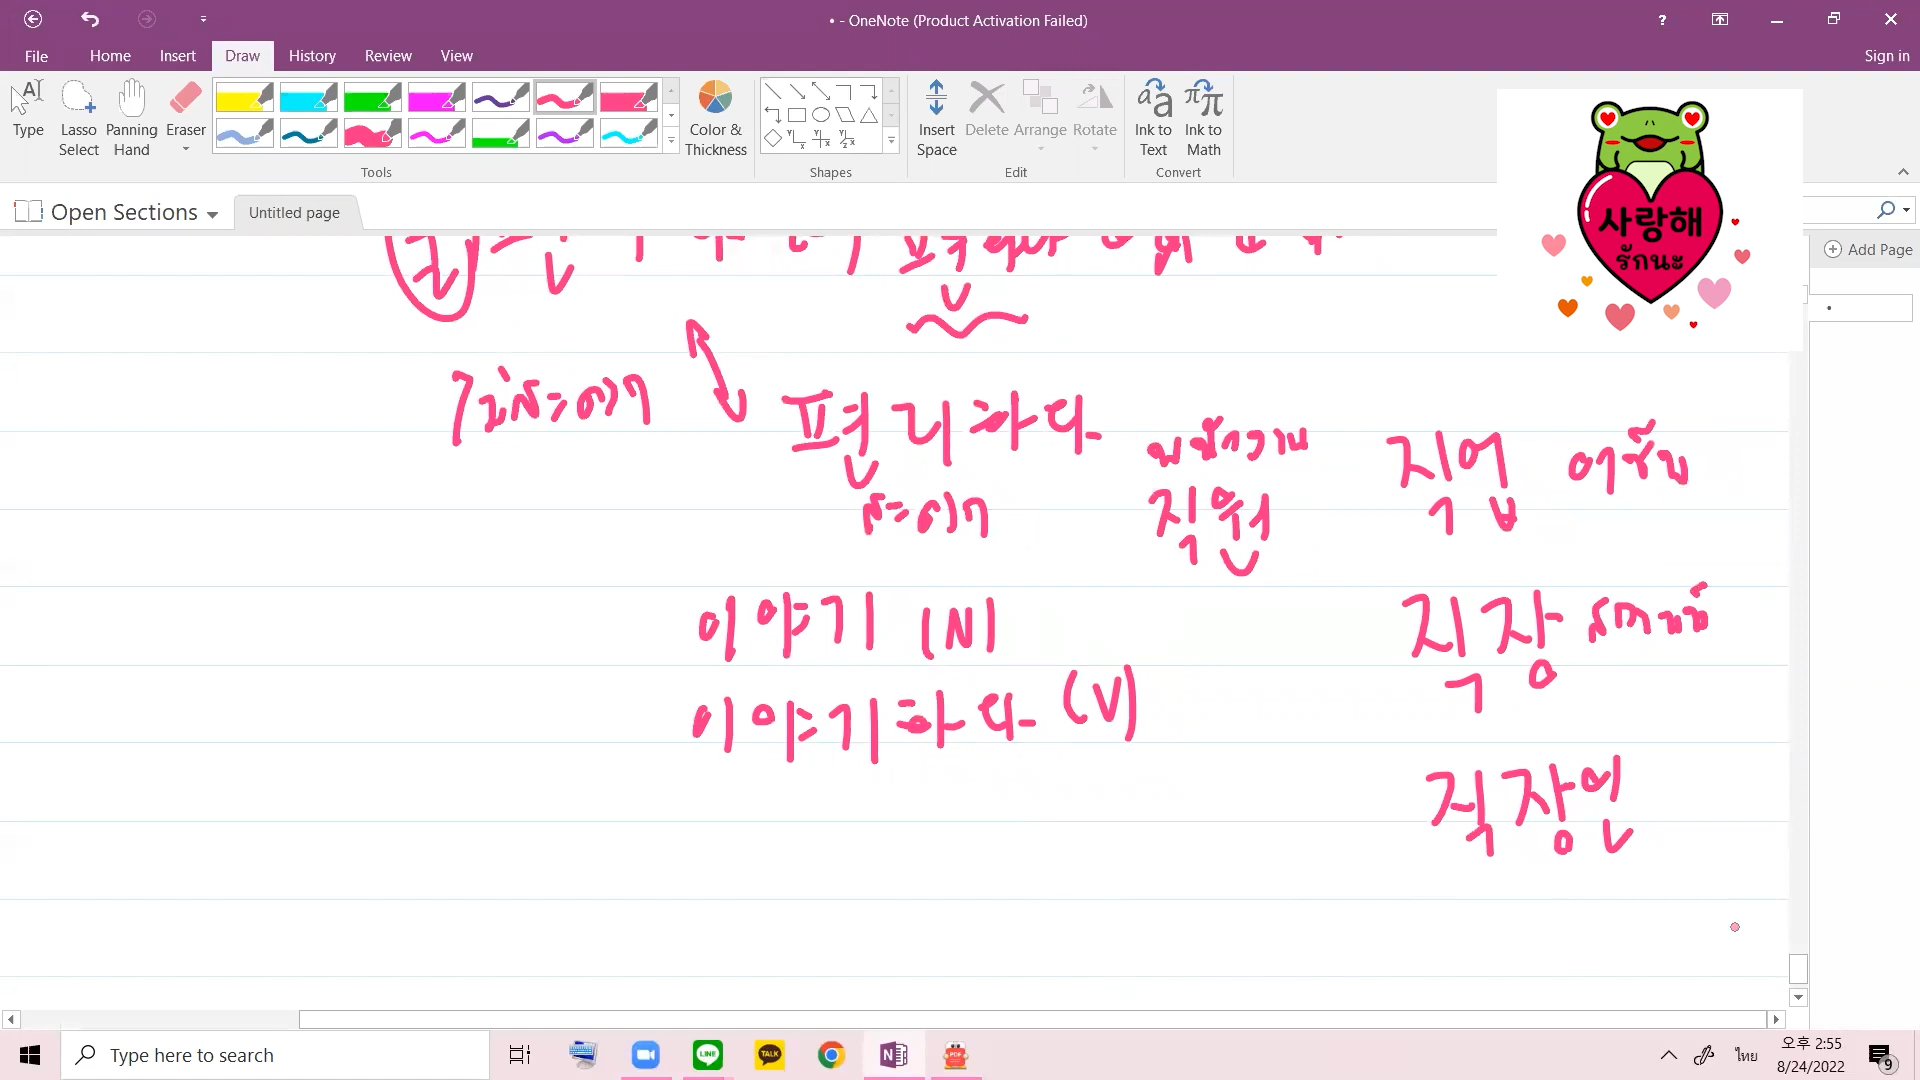 • - OneNote (Product Activation Failed)
?
File Home Insert Draw History Review View Sign in
Type
Lasso Select
Panning Hand
Eraser
Color & Thickness
Insert Space
Delete
Arrange
Rotate
Ink to Text
Ink to Math
Tools
Shapes
Edit
Convert
Open Sections
Untitled page
Add Page
사랑해
รักนะ
ไม่สะดวก
편리하다
สะดวก
พนักงาน
직원
직업 อาชีพ
이야기 (N)
직장
이야기하다 (V)
직장인
Type here to search
LINE
TALK
N
PDF
ไทย
오후 2:55
8/24/2022
9